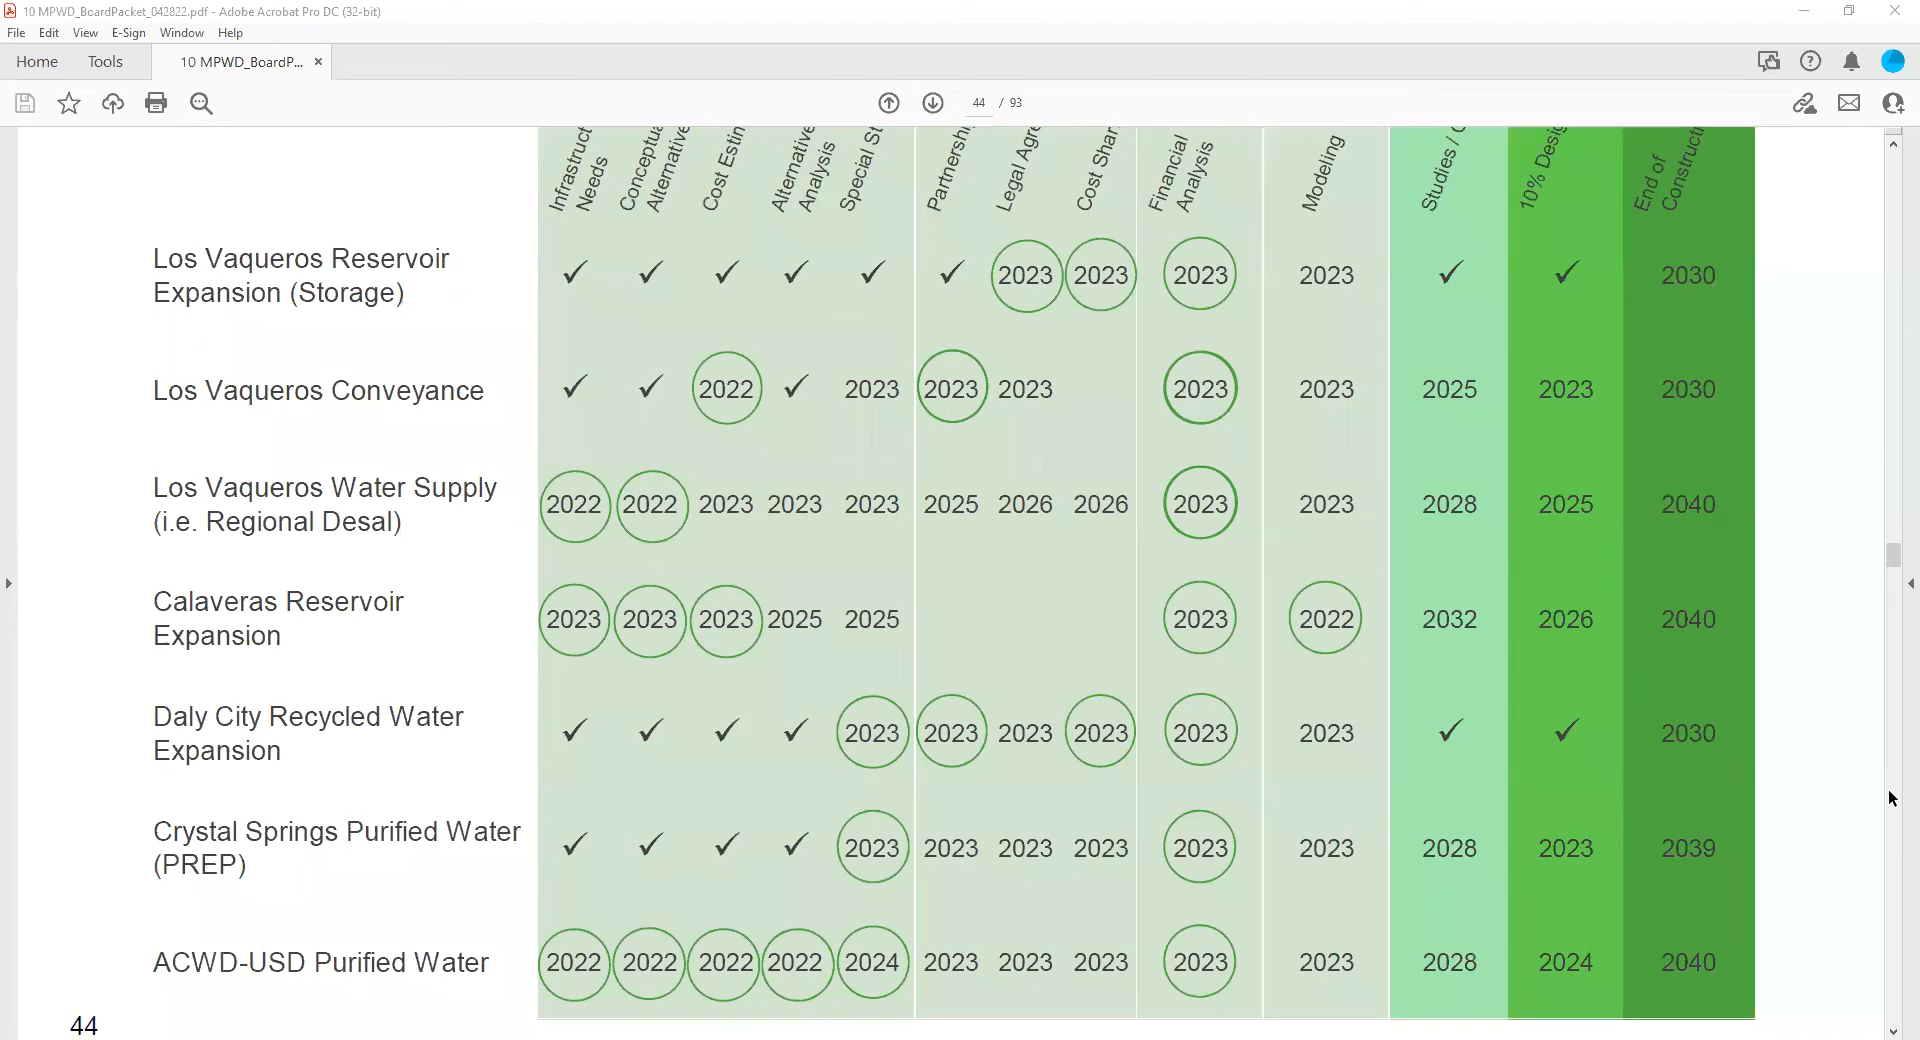 10 MPWD_BoardPacket_042822.pdf - Adobe Acrobat Pro DC (32-bit)
File Edit View E-Sign Window Help
Home Tools 10 MPWD_BoardP... ×
44 / 93
Infrastruct
Needs
Conceptua
Alternative
Cost Estin
Alternative
Analysis
Special St
Partnershi
Legal Agre
Cost Shar
Financial
Analysis
Modeling
Studies /
10% Desig
End of
Constructi
Los Vaqueros Reservoir
Expansion (Storage)
✓ ✓ ✓ ✓ ✓ ✓ 2023 2023 2023 2023 ✓ ✓ 2030
Los Vaqueros Conveyance ✓ ✓ 2022 ✓ 2023 2023 2023 2023 2023 2025 2023 2030
Los Vaqueros Water Supply
(i.e. Regional Desal)
2022 2022 2023 2023 2023 2025 2026 2026 2023 2023 2028 2025 2040
Calaveras Reservoir
Expansion
2023 2023 2023 2025 2025 2023 2022 2032 2026 2040
Daly City Recycled Water
Expansion
✓ ✓ ✓ ✓ 2023 2023 2023 2023 2023 2023 ✓ ✓ 2030
Crystal Springs Purified Water
(PREP)
✓ ✓ ✓ ✓ 2023 2023 2023 2023 2023 2023 2028 2023 2039
ACWD-USD Purified Water 2022 2022 2022 2022 2024 2023 2023 2023 2023 2023 2028 2024 2040
44